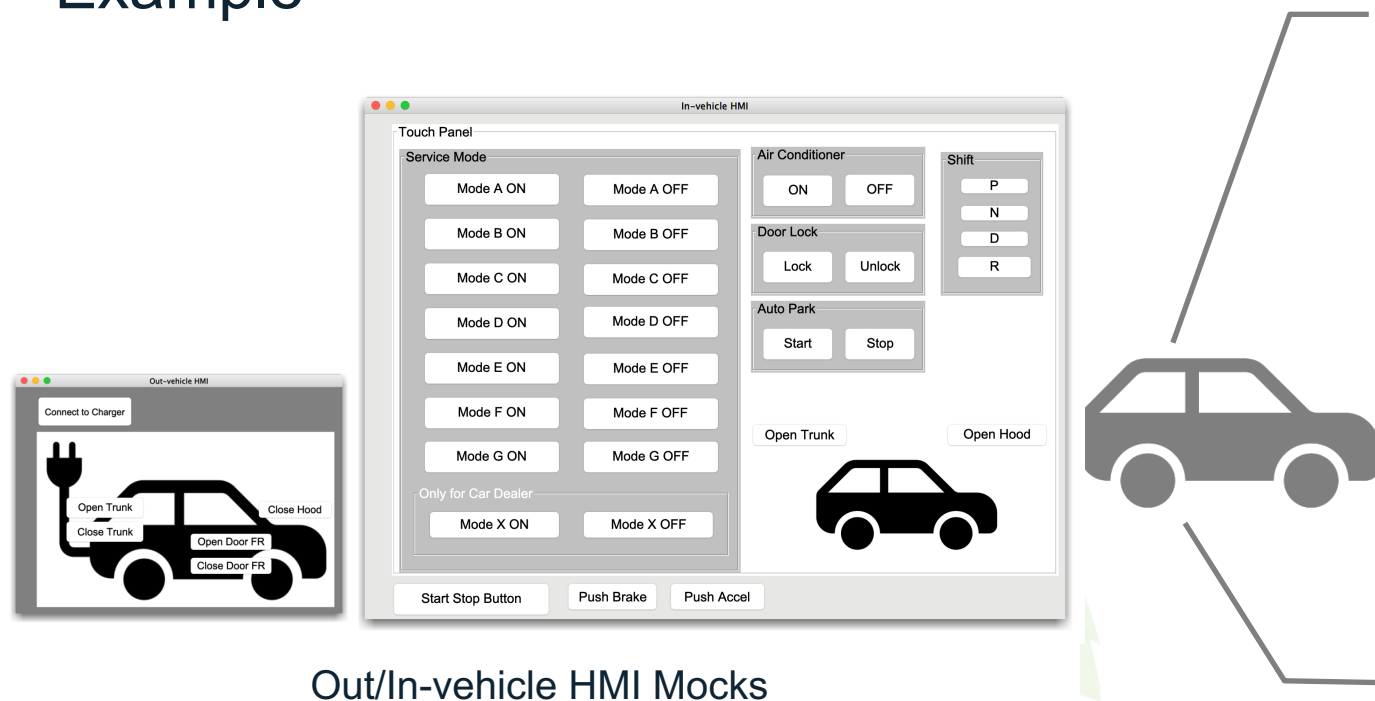 Example
In-vehicle HMI
Touch Panel
Service Mode
Mode A ON
Mode A OFF
Mode B ON
Mode B OFF
Mode C ON
Mode C OFF
Mode D ON
Mode D OFF
Mode E ON
Mode E OFF
Mode F ON
Mode F OFF
Mode G ON
Mode G OFF
Only for Car Dealer
Mode X ON
Mode X OFF
Air Conditioner
ON
OFF
Door Lock
Lock
Unlock
Auto Park
Start
Stop
Shift
P
N
D
R
Open Trunk
Open Hood
Start Stop Button
Push Brake
Push Accel
Out-vehicle HMI
Connect to Charger
Open Trunk
Close Trunk
Close Hood
Open Door FR
Close Door FR
Out/In-vehicle HMI Mocks